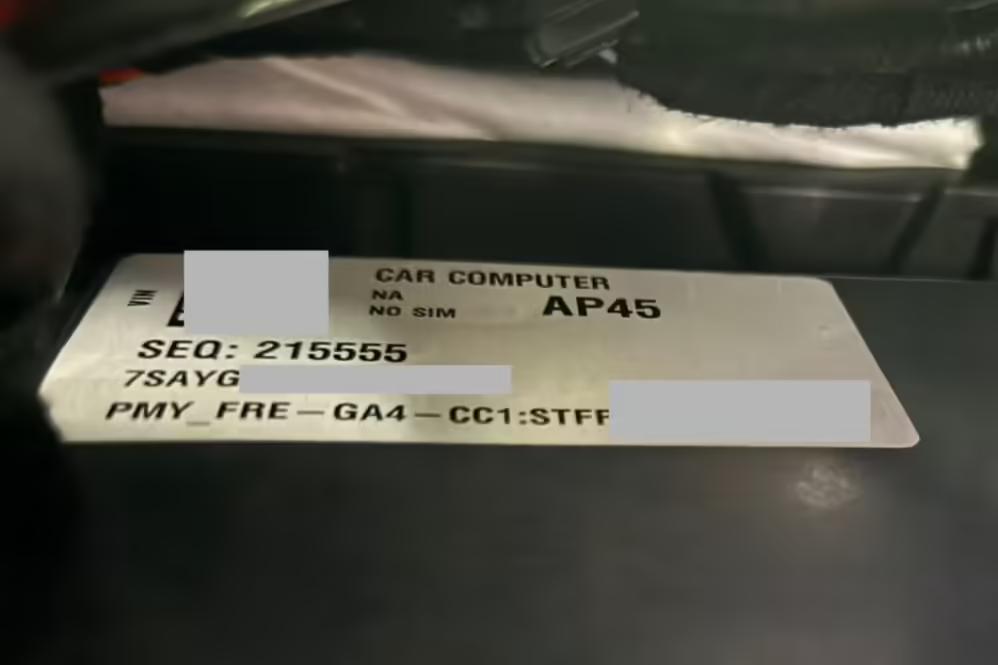 CAR COMPUTER
VIN
NA
AP45
NO SIM
SEQ: 215555
7SAYG
PMY_FRE-GA4-CC1:STFF